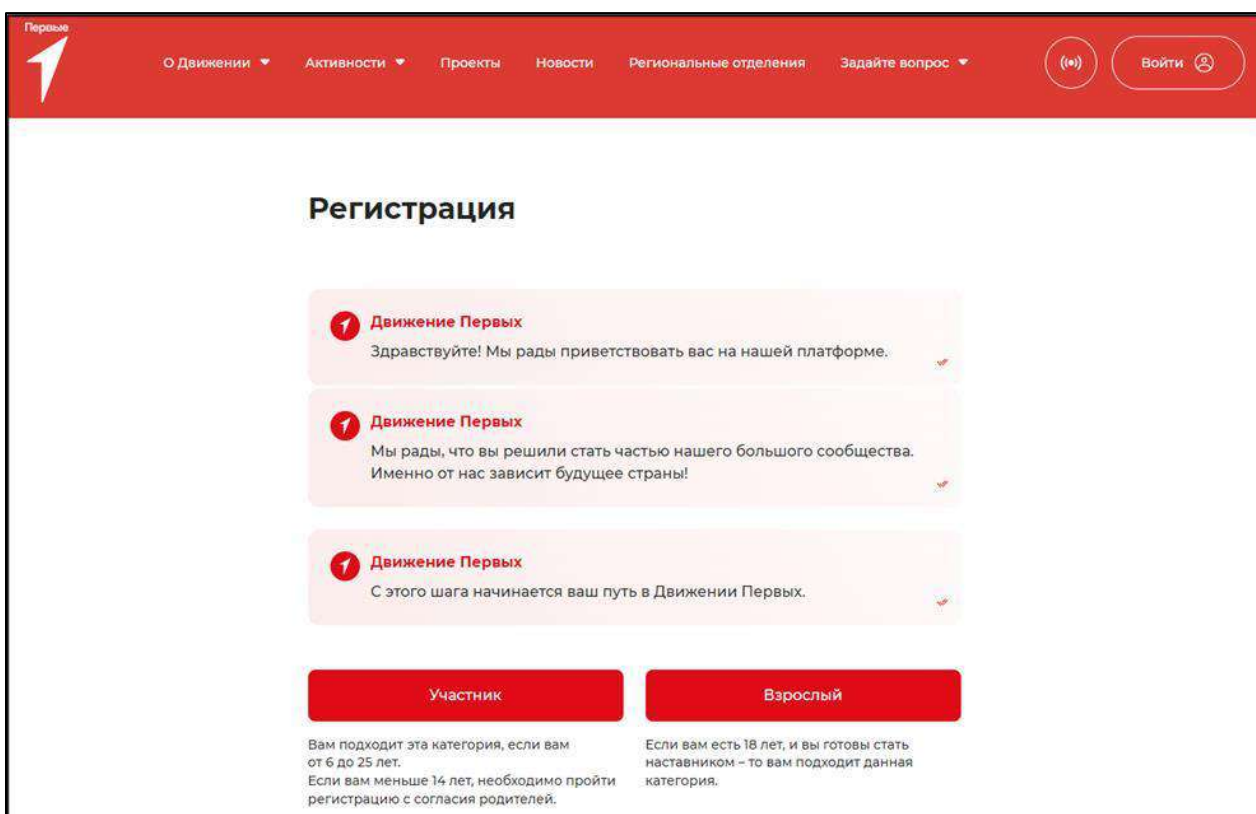 Первые
О Движении
Активности
Проекты
Новости
Региональные отделения
Задайте вопрос
Войти
Регистрация
Движение Первых
Здравствуйте! Мы рады приветствовать вас на нашей платформе.
Движение Первых
Мы рады, что вы решили стать частью нашего большого сообщества.
Именно от нас зависит будущее страны!
Движение Первых
С этого шага начинается ваш путь в Движении Первых.
Участник
Вам подходит эта категория, если вам
от 6 до 25 лет.
Если вам меньше 14 лет, необходимо пройти
регистрацию с согласия родителей.
Взрослый
Если вам есть 18 лет, и вы готовы стать
наставником – то вам подходит данная
категория.